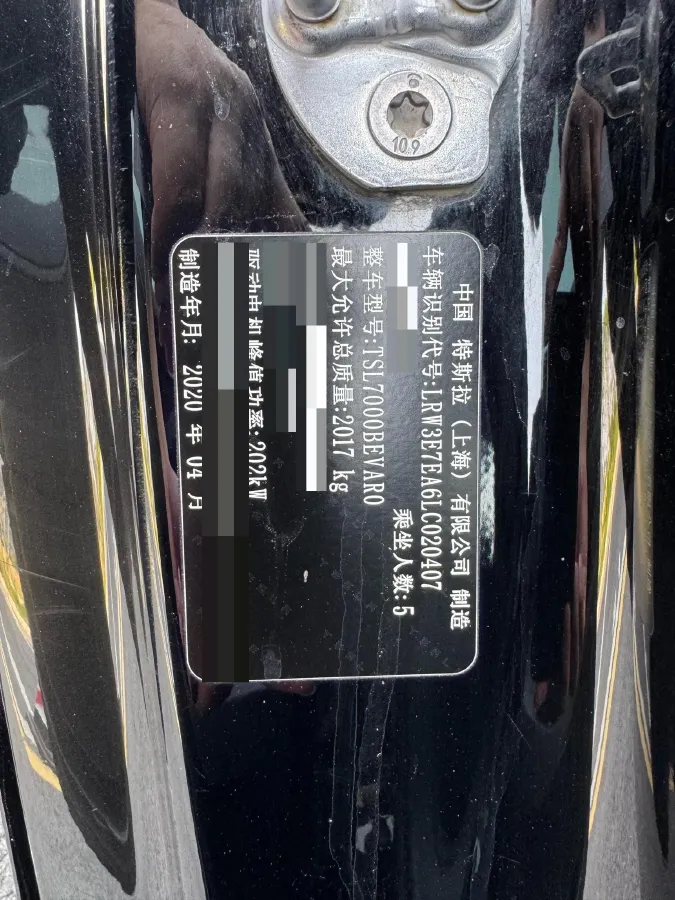 中国 特斯拉（上海）有限公司 制造
车辆识别代号:LRW3E7EA6LC020407
乘坐人数:5
整车型号:TSL7000BEVAR0
最大允许总质量:2017 kg
驱动电机峰值功率:202kW
制造年月: 2020 年 04 月
10.9